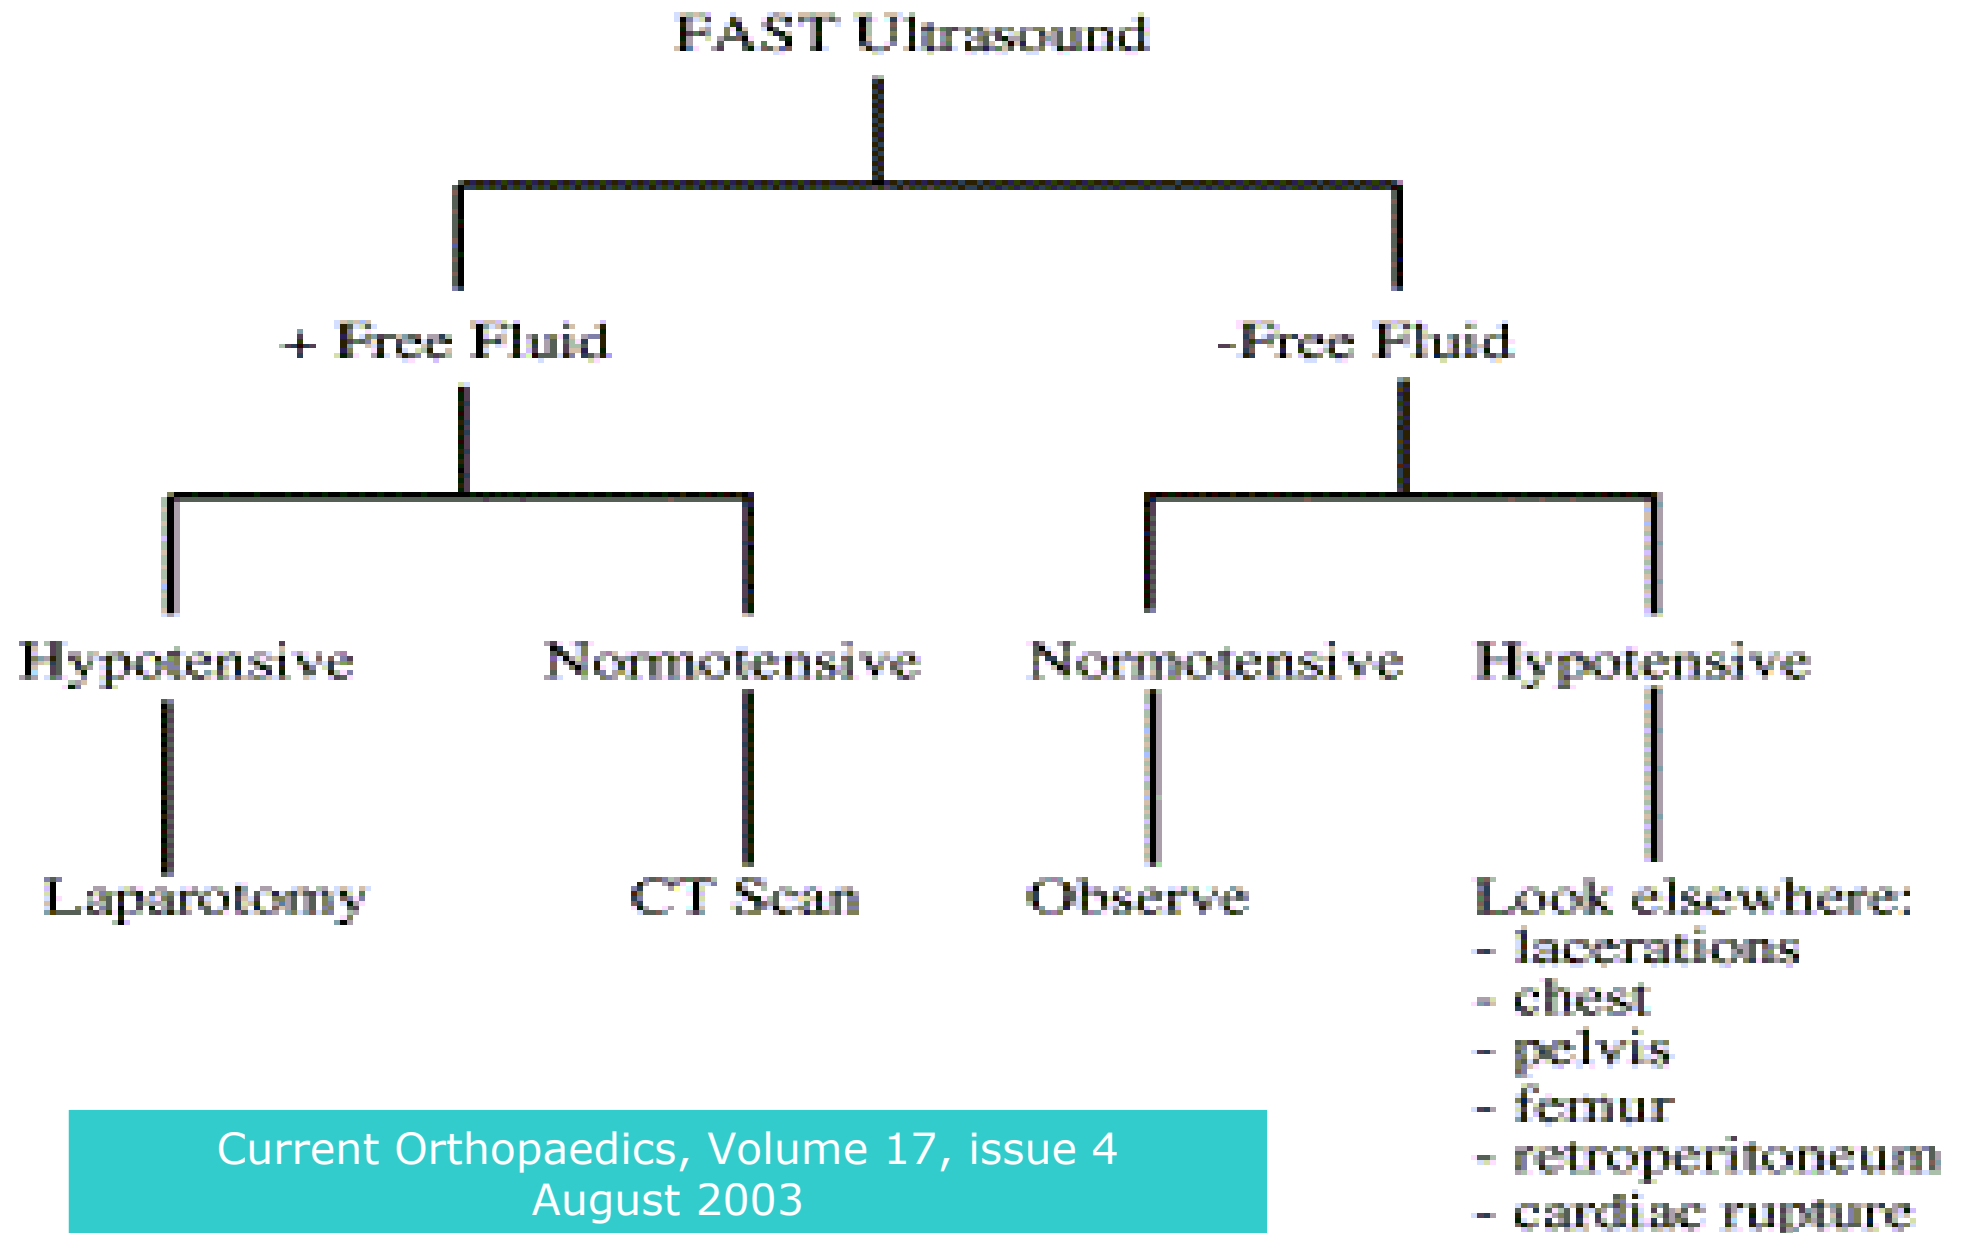 FAST Ultrasound
+ Free Fluid
-Free Fluid
Hypotensive
Normotensive
Normotensive
Hypotensive
Laparotomy
CT Scan
Observe
Look elsewhere:
- lacerations
- chest
- pelvis
- femur
- retroperitoneum
- cardiac rupture
Current Orthopaedics, Volume 17, issue 4
August 2003